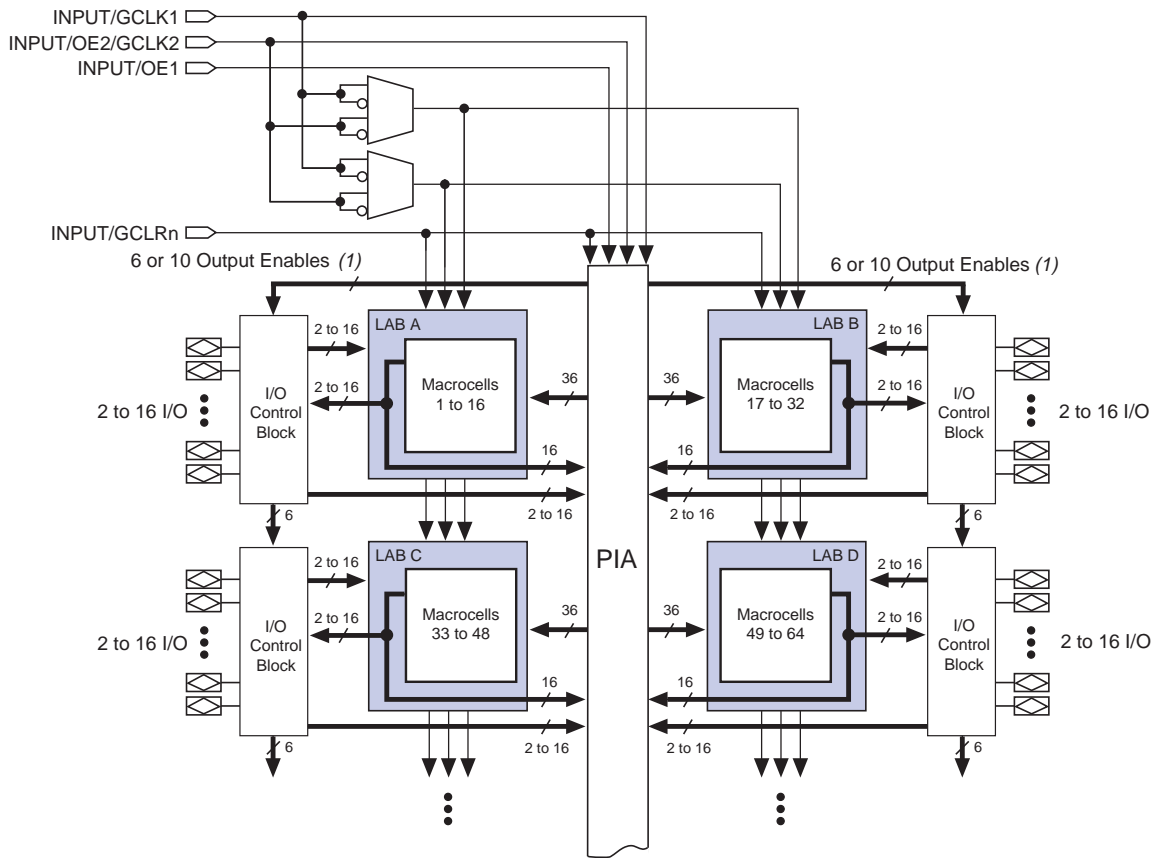 INPUT/GCLK1
INPUT/OE2/GCLK2
INPUT/OE1
INPUT/GCLRn
6 or 10 Output Enables (1)
6 or 10 Output Enables (1)
LAB A
LAB B
2 to 16
2 to 16
I/O
Control
Block
2 to 16
Macrocells
1 to 16
36
36
Macrocells
17 to 32
2 to 16
I/O
Control
Block
2 to 16 I/O
2 to 16 I/O
16
16
2 to 16
2 to 16
6
6
PIA
LAB C
LAB D
2 to 16
2 to 16
I/O
Control
Block
2 to 16
Macrocells
33 to 48
36
36
Macrocells
49 to 64
2 to 16
I/O
Control
Block
2 to 16 I/O
2 to 16 I/O
16
16
2 to 16
2 to 16
6
6